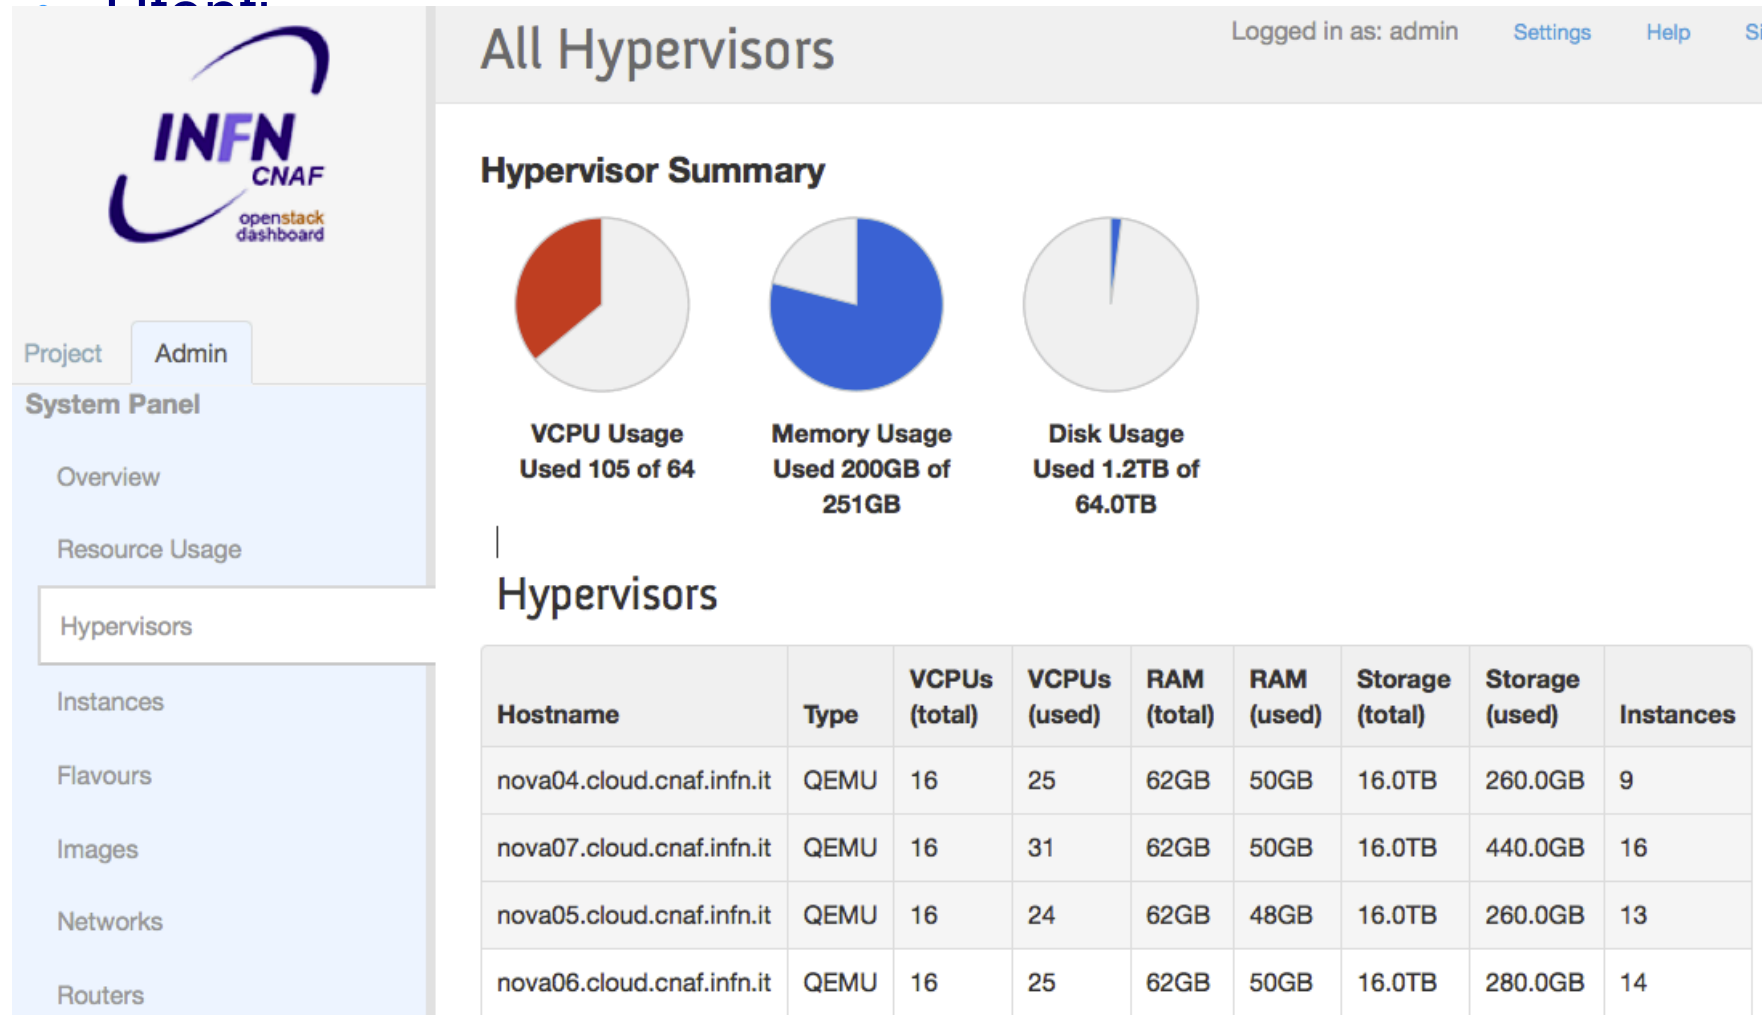 All Hypervisors
Logged in as: admin Settings Help
INFN
CNAF
openstack
dashboard
Project Admin
System Panel
Overview
Resource Usage
Hypervisors
Instances
Flavours
Images
Networks
Routers
Hypervisor Summary
VCPU Usage
Used 105 of 64
Memory Usage
Used 200GB of
251GB
Disk Usage
Used 1.2TB of
64.0TB
Hypervisors
Hostname Type VCPUs (total) VCPUs (used) RAM (total) RAM (used) Storage (total) Storage (used) Instances
nova04.cloud.cnaf.infn.it QEMU 16 25 62GB 50GB 16.0TB 260.0GB 9
nova07.cloud.cnaf.infn.it QEMU 16 31 62GB 50GB 16.0TB 440.0GB 16
nova05.cloud.cnaf.infn.it QEMU 16 24 62GB 48GB 16.0TB 260.0GB 13
nova06.cloud.cnaf.infn.it QEMU 16 25 62GB 50GB 16.0TB 280.0GB 14